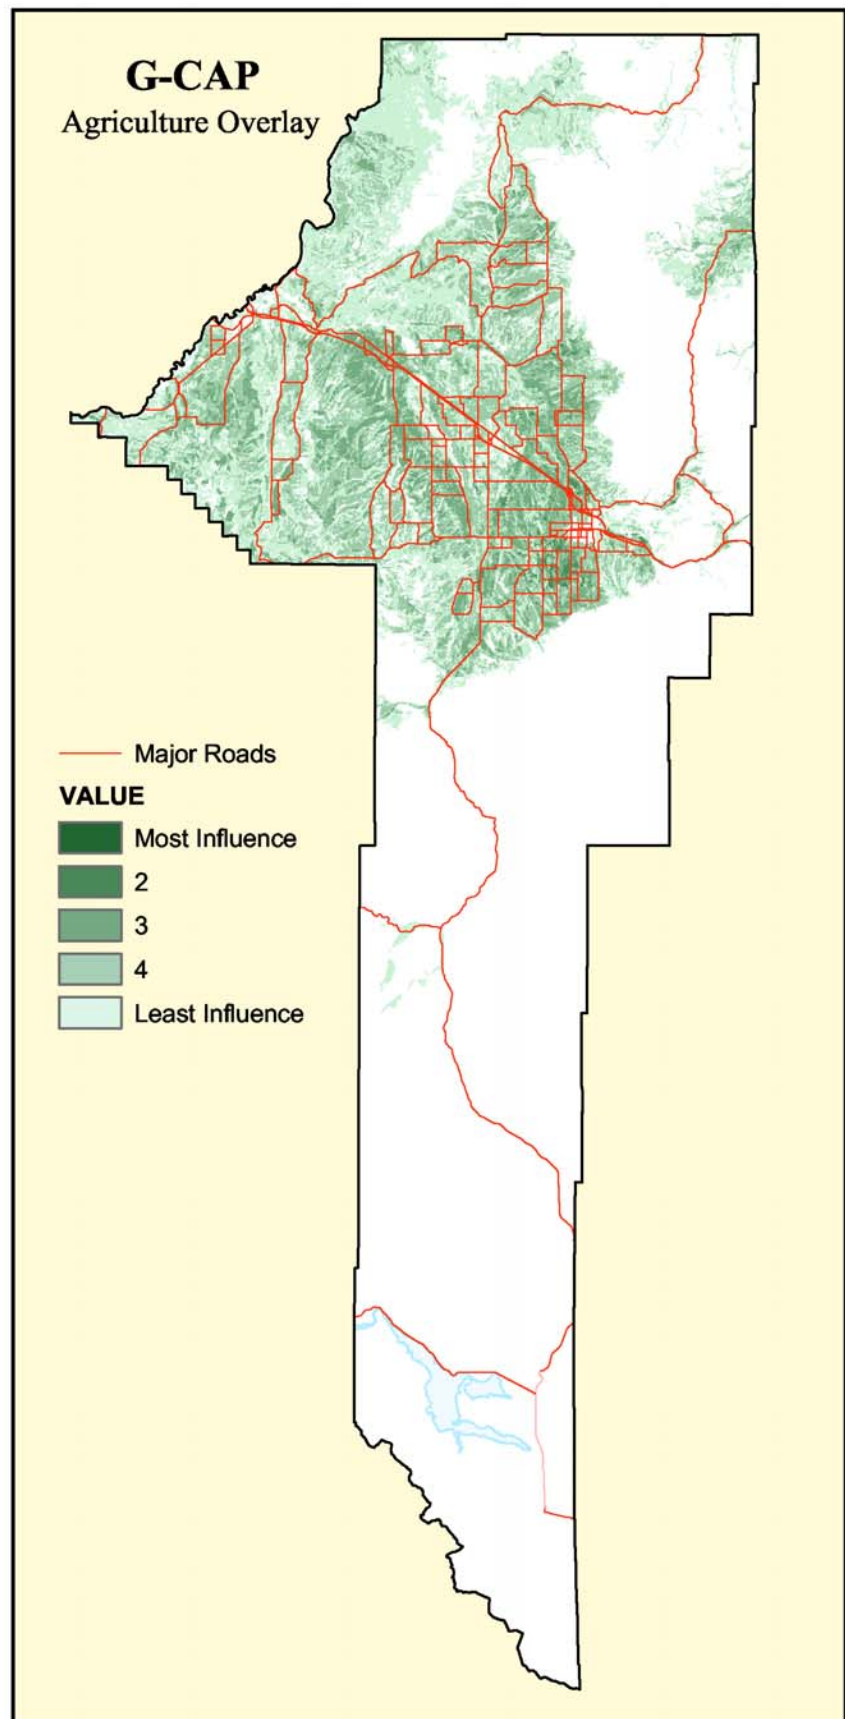 G-CAP
Agriculture Overlay
Major Roads
VALUE
Most Influence
2
3
4
Least Influence